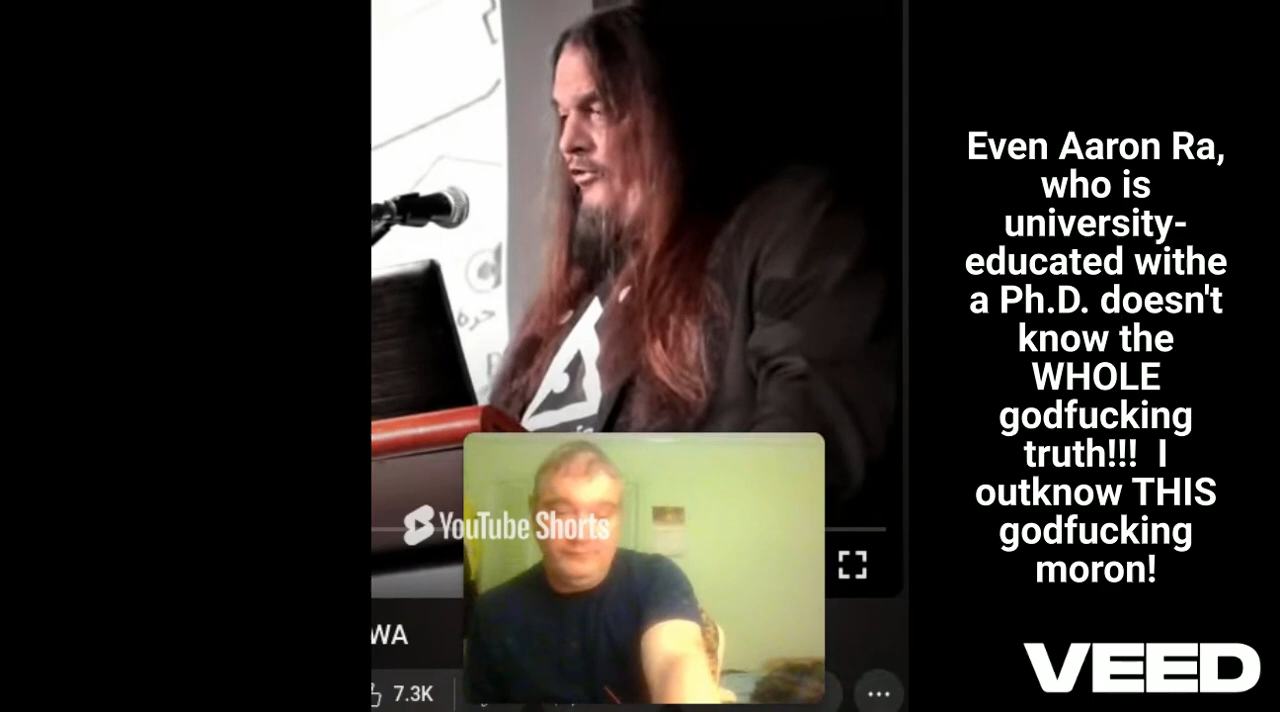 حرة
Even Aaron Ra,
who is
university-
educated withe
a Ph.D. doesn't
know the
WHOLE
godfucking
truth!!!  I
outknow THIS
godfucking
moron!
YouTube Shorts
WA
7.3K
VEED